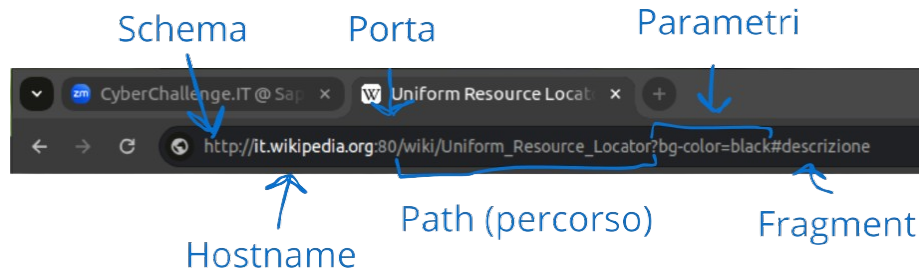 Schema
Porta
Parametri
zm CyberChallenge.IT @ Sap
W Uniform Resource Locat
http://it.wikipedia.org:80/wiki/Uniform_Resource_Locator?bg-color=black#descrizione
Path (percorso)
Fragment
Hostname